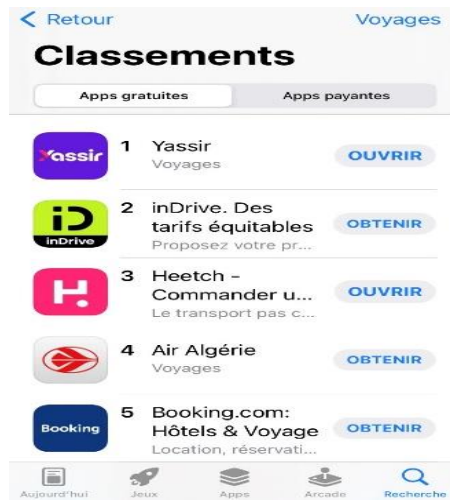 Retour
Voyages
Classements
Apps gratuites
Apps payantes
Yassir
1 Yassir
Voyages
OUVRIR
iD
inDrive
2 inDrive. Des
tarifs équitables
Proposez votre pr...
OBTENIR
H.
3 Heetch –
Commander u...
Le transport pas c...
OUVRIR
4 Air Algérie
Voyages
OBTENIR
Booking
5 Booking.com:
Hôtels & Voyage
Location, réservati...
OBTENIR
Aujourd'hui
Jeux
Apps
Arcade
Recherche